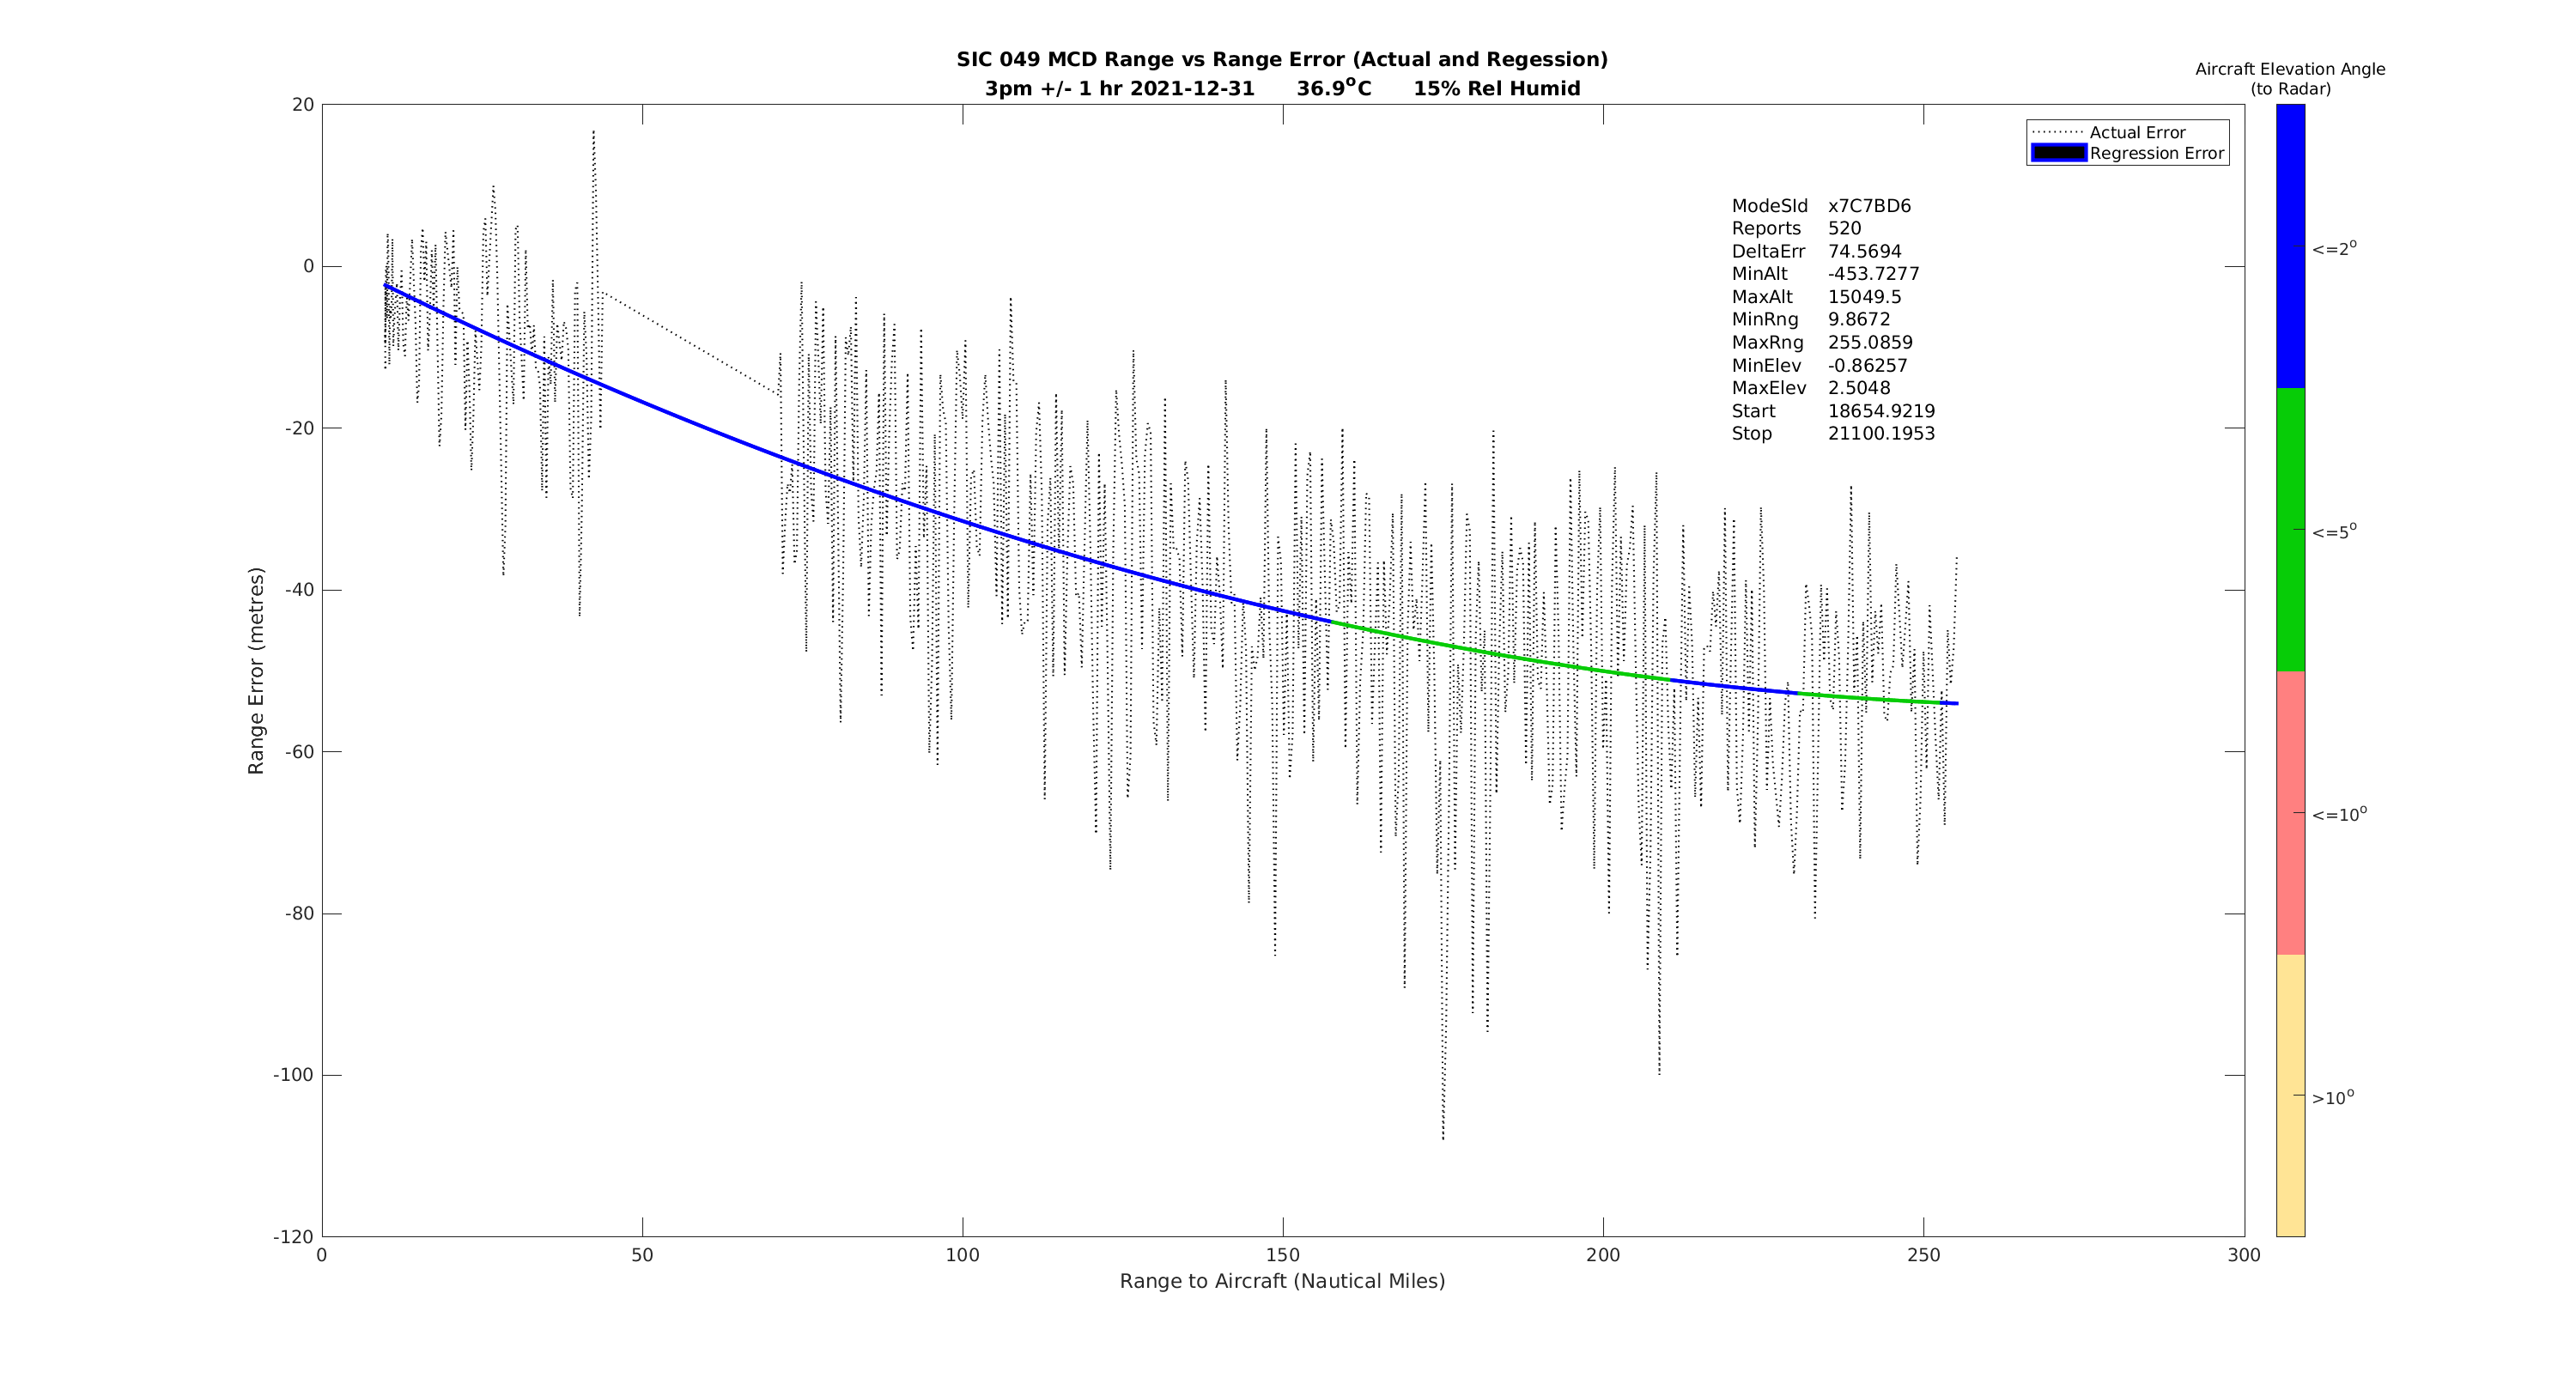 SIC 049 MCD Range vs Range Error (Actual and Regession)
3pm +/- 1 hr 2021-12-31 36.9°C 15% Rel Humid
Aircraft Elevation Angle
(to Radar)
Actual Error
Regression Error
ModeSId x7C7BD6
Reports 520
DeltaErr 74.5694
MinAlt -453.7277
MaxAlt 15049.5
MinRng 9.8672
MaxRng 255.0859
MinElev -0.86257
MaxElev 2.5048
Start 18654.9219
Stop 21100.1953
20
0
-20
-40
-60
-80
-100
-120
Range Error (metres)
0 50 100 150 200 250 300
Range to Aircraft (Nautical Miles)
<=2°
<=5°
<=10°
>10°